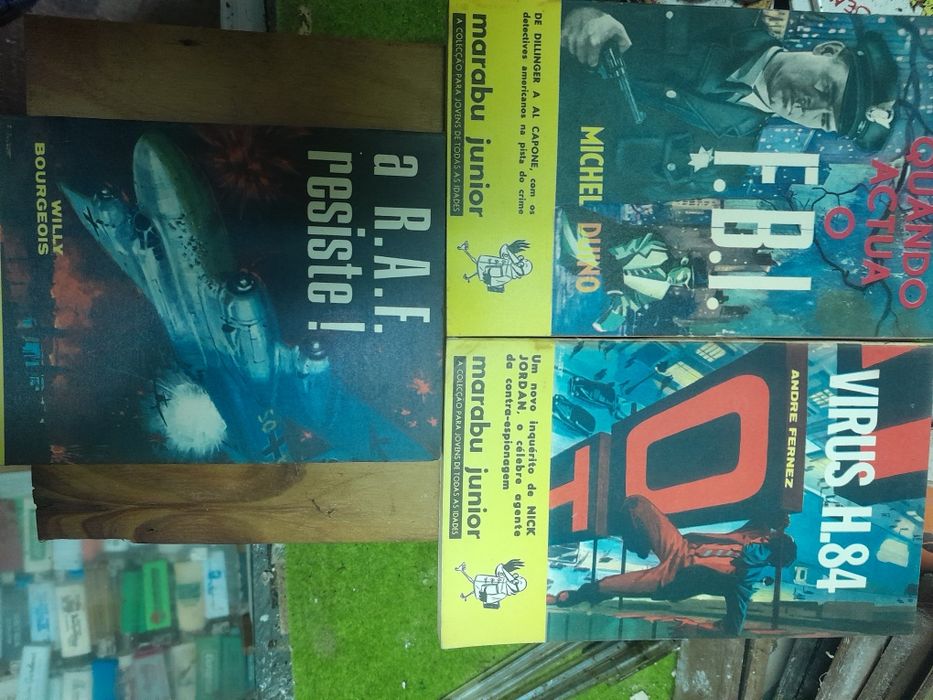 a R.A.F.
resiste!
WILLY
BOURGEOIS
QUANDO
ACTUA
O
F.B.I.
MICHEL DUINO
DE DILLINGER A AL CAPONE, com os
detectives americanos na pista do crime
marabu junior
A COLECÇÃO PARA JOVENS DE TODAS AS IDADES
VIRUS H.84
ANDRE FERNEZ
Um novo inquérito de NICK
JORDAN, o célebre agente
da contra-espionagem
marabu junior
A COLECÇÃO PARA JOVENS DE TODAS AS IDADES